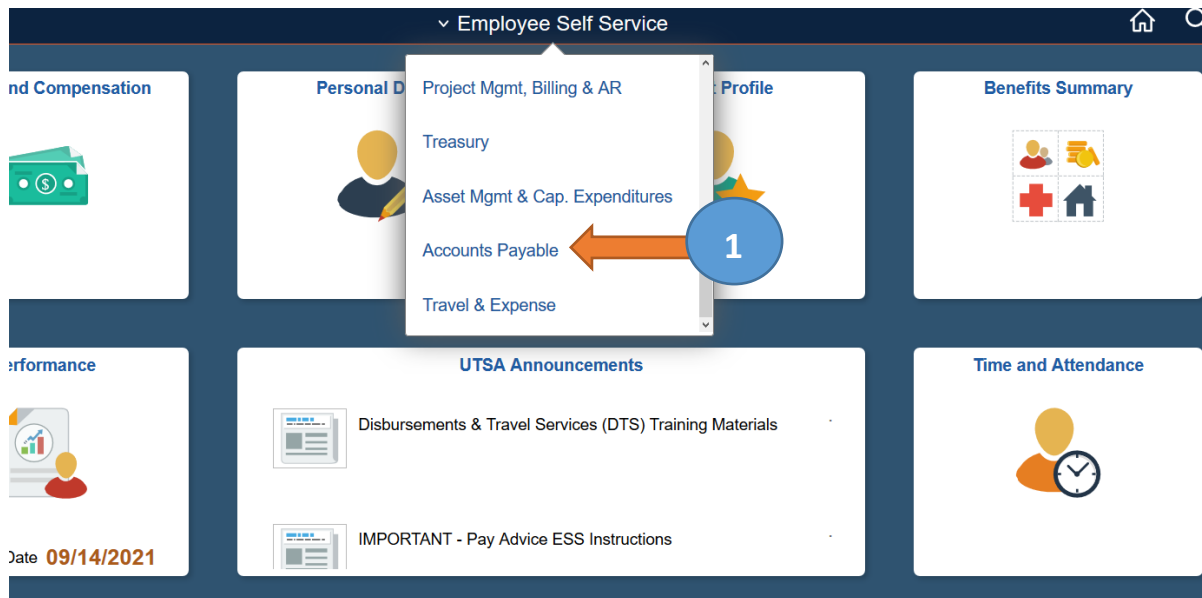 Employee Self Service
nd Compensation
Personal D
Profile
Benefits Summary
Project Mgmt, Billing & AR
Treasury
Asset Mgmt & Cap. Expenditures
Accounts Payable
1
Travel & Expense
$
erformance
UTSA Announcements
Time and Attendance
Disbursements & Travel Services (DTS) Training Materials
IMPORTANT - Pay Advice ESS Instructions
Date 09/14/2021